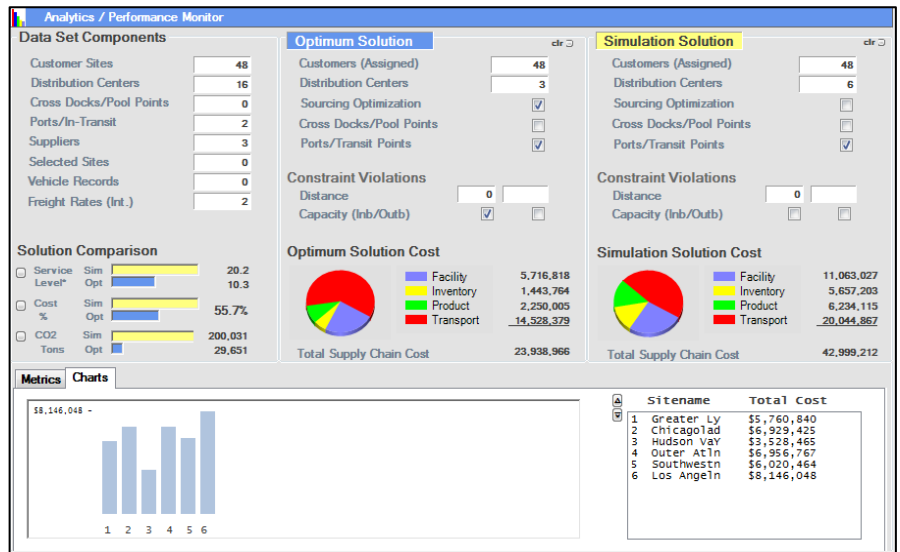 Analytics / Performance Monitor
Data Set Components
Customer Sites 48
Distribution Centers 16
Cross Docks/Pool Points 0
Ports/In-Transit 2
Suppliers 3
Selected Sites 0
Vehicle Records 0
Freight Rates (Int.) 2
Solution Comparison
Service Level* Sim 20.2
Opt 10.3
Cost % Sim
Opt 55.7%
CO2 Sim 200,031
Tons Opt 29,651
Optimum Solution clr
Customers (Assigned) 48
Distribution Centers 3
Sourcing Optimization
Cross Docks/Pool Points
Ports/Transit Points
Constraint Violations
Distance 0
Capacity (Inb/Outb)
Optimum Solution Cost
Facility 5,716,818
Inventory 1,443,764
Product 2,250,005
Transport 14,528,379
Total Supply Chain Cost 23,938,966
Simulation Solution clr
Customers (Assigned) 48
Distribution Centers 6
Sourcing Optimization
Cross Docks/Pool Points
Ports/Transit Points
Constraint Violations
Distance 0
Capacity (Inb/Outb)
Simulation Solution Cost
Facility 11,063,027
Inventory 5,657,203
Product 6,234,115
Transport 20,044,867
Total Supply Chain Cost 42,999,212
Metrics Charts
$8,146,048 -
1 2 3 4 5 6
Sitename Total Cost
1 Greater Ly $5,760,840
2 Chicagolad $6,929,425
3 Hudson VaY $3,528,465
4 Outer Atln $6,956,767
5 Southwestn $6,020,464
6 Los Angeln $8,146,048